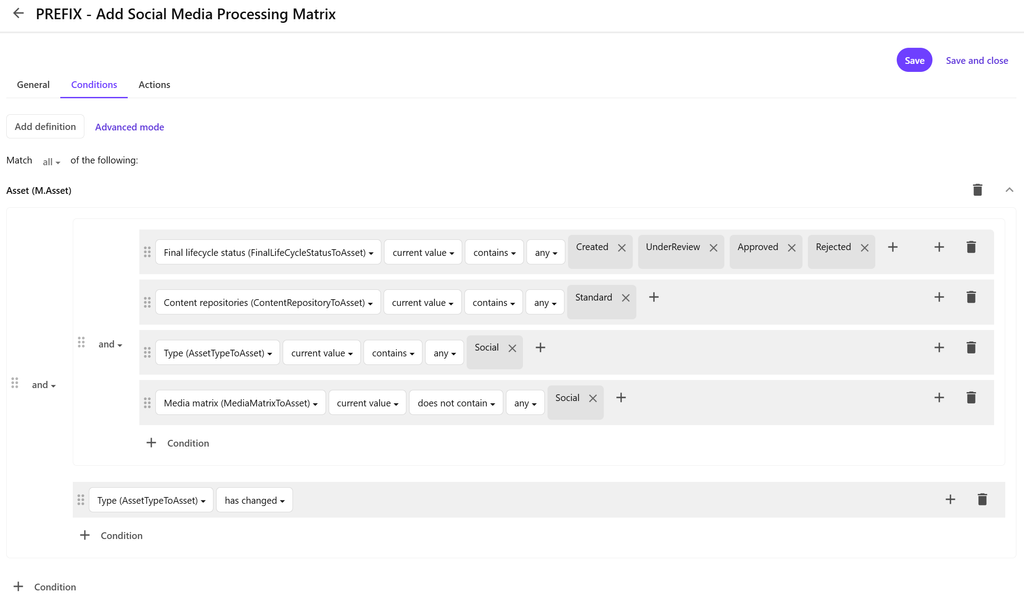 PREFIX - Add Social Media Processing Matrix
Save Save and close
General Conditions Actions
Add definition Advanced mode
Match all of the following:
Asset (M.Asset)
Final lifecycle status (FinalLifeCycleStatusToAsset) current value contains any Created UnderReview Approved Rejected
Content repositories (ContentRepositoryToAsset) current value contains any Standard
and
Type (AssetTypeToAsset) current value contains any Social
and
Media matrix (MediaMatrixToAsset) current value does not contain any Social
Condition
Type (AssetTypeToAsset) has changed
Condition
Condition